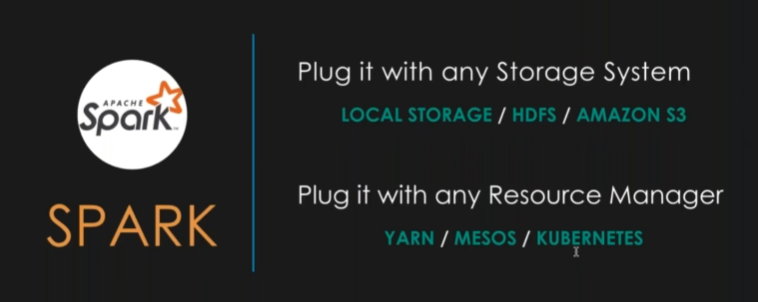 APACHE
Spark™
SPARK
Plug it with any Storage System
LOCAL STORAGE / HDFS / AMAZON S3
Plug it with any Resource Manager
YARN / MESOS / KUBERNETES